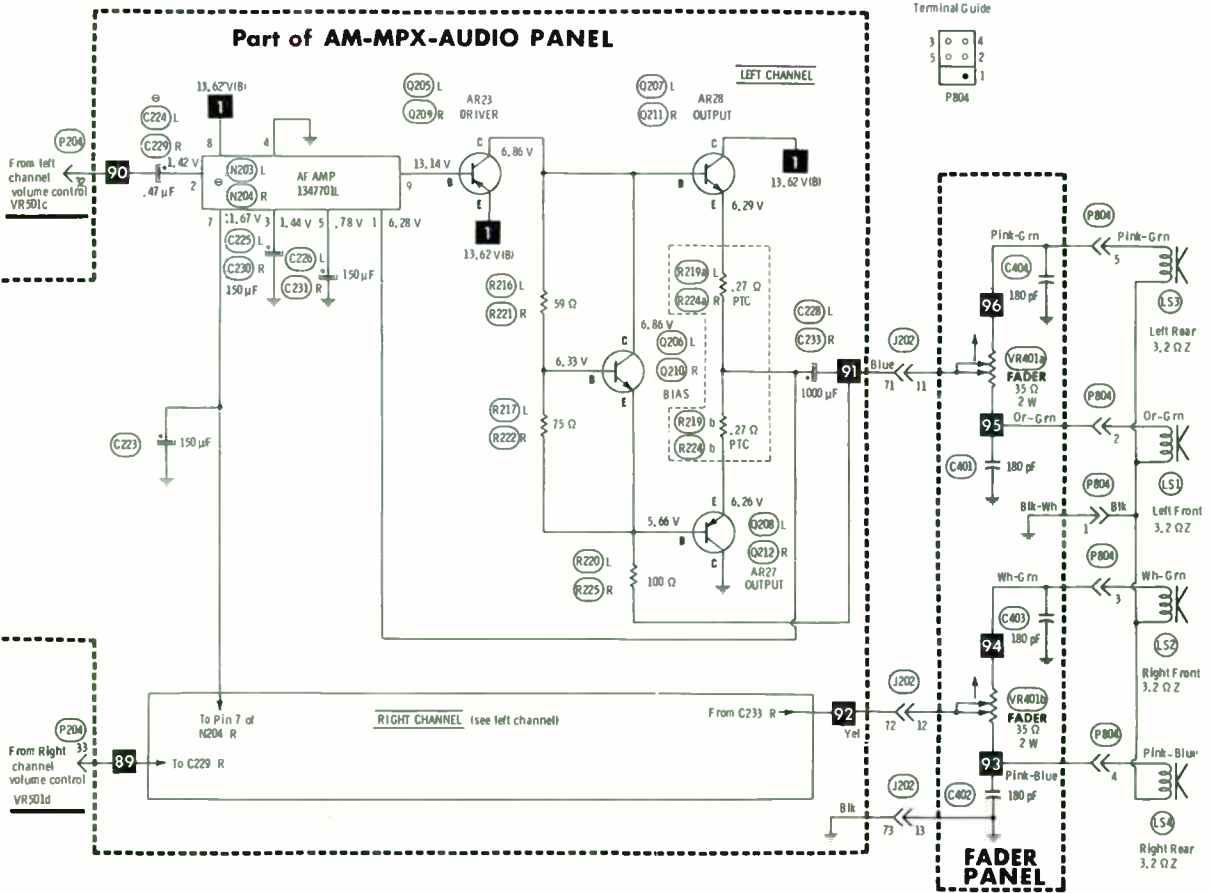 Terminal Guide
3 4
5 2
1
P804
Part of AM-MPX-AUDIO PANEL
LEFT CHANNEL
13,62 V(B)
1
C224 L
C229 R
.47 µF
P204
From left
channel
volume control
VR501c
32
90
1,42 V
2
8
4
N203 L
N204 R
AF AMP
1347701L
13,14 V
9
7
11,67 V
3
1,44 V
5
.78 V
1
6,28 V
C225 L
C230 R
150 µF
C226 L
C231 R
150 µF
C223
150 µF
Q205 L
Q209 R
AR23
DRIVER
C
B
E
6,86 V
1
13,62 V(B)
R216 L
R221 R
59 Ω
6,33 V
R217 L
R222 R
75 Ω
6,86 V
C
B
E
Q206 L
Q210 R
BIAS
Q207 L
Q211 R
AR28
OUTPUT
C
B
E
1
13,62 V(B)
6,29 V
R219a L
R224a R
.27 Ω
PTC
R219 b
R224 b
.27 Ω
PTC
C228 L
C233 R
1000 µF
91
Blue
71
J202
11
5,66 V
E
B
C
6,26 V
Q208 L
Q212 R
AR27
OUTPUT
R220 L
R225 R
100 Ω
To Pin 7 of
N204 R
RIGHT CHANNEL (see left channel)
From C233 R
92
Yel
72
J202
12
P204
From Right
channel
volume control
VR501d
33
89
To C229 R
Blk
73
J202
13
Pink-Grn
C404
180 pF
96
VR401a
FADER
35 Ω
2 W
95
Or-Grn
C401
180 pF
Blk-Wh
Wh-Grn
C403
180 pF
94
VR401b
FADER
35 Ω
2 W
93
Pink-Blue
C402
180 pF
FADER
PANEL
P804
5
Pink-Grn
LS3
Left Rear
3,2 Ω Z
P804
2
Or-Grn
LS1
Left Front
3,2 Ω Z
P804
1
Blk
P804
3
Wh-Grn
LS2
Right Front
3,2 Ω Z
P804
4
Pink-Blue
LS4
Right Rear
3,2 Ω Z